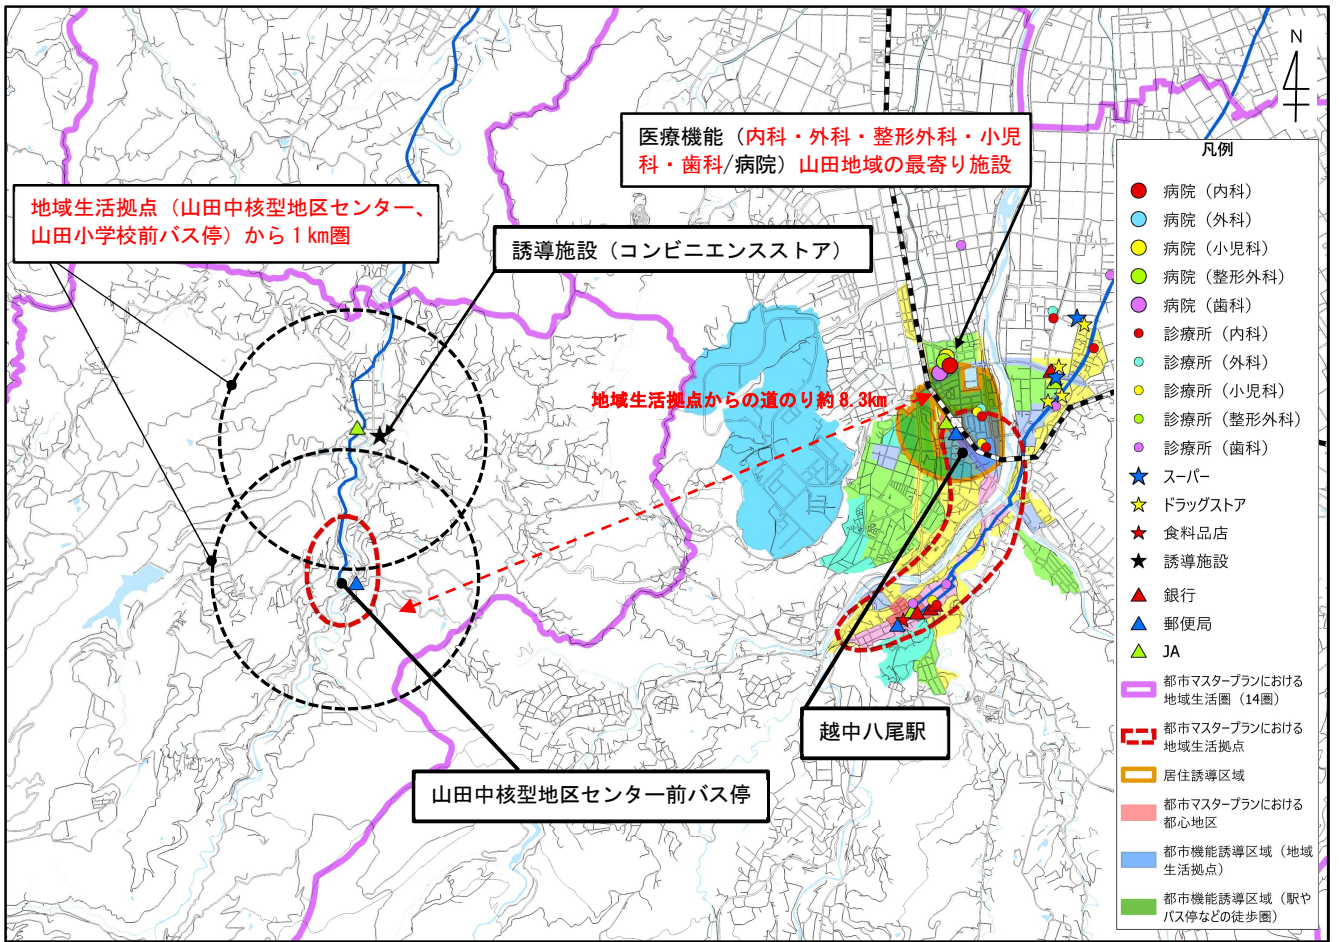 N
医療機能（内科・外科・整形外科・小児
科・歯科/病院）山田地域の最寄り施設
地域生活拠点（山田中核型地区センター、
山田小学校前バス停）から１km圏
誘導施設（コンビニエンスストア）
地域生活拠点からの道のり約 8.3km
越中八尾駅
山田中核型地区センター前バス停
凡例
病院（内科）
病院（外科）
病院（小児科）
病院（整形外科）
病院（歯科）
診療所（内科）
診療所（外科）
診療所（小児科）
診療所（整形外科）
診療所（歯科）
スーパー
ドラッグストア
食料品店
誘導施設
銀行
郵便局
JA
都市マスタープランにおける
地域生活圏（14圏）
都市マスタープランにおける
地域生活拠点
居住誘導区域
都市マスタープランにおける
都心地区
都市機能誘導区域（地域
生活拠点）
都市機能誘導区域（駅や
バス停などの徒歩圏）